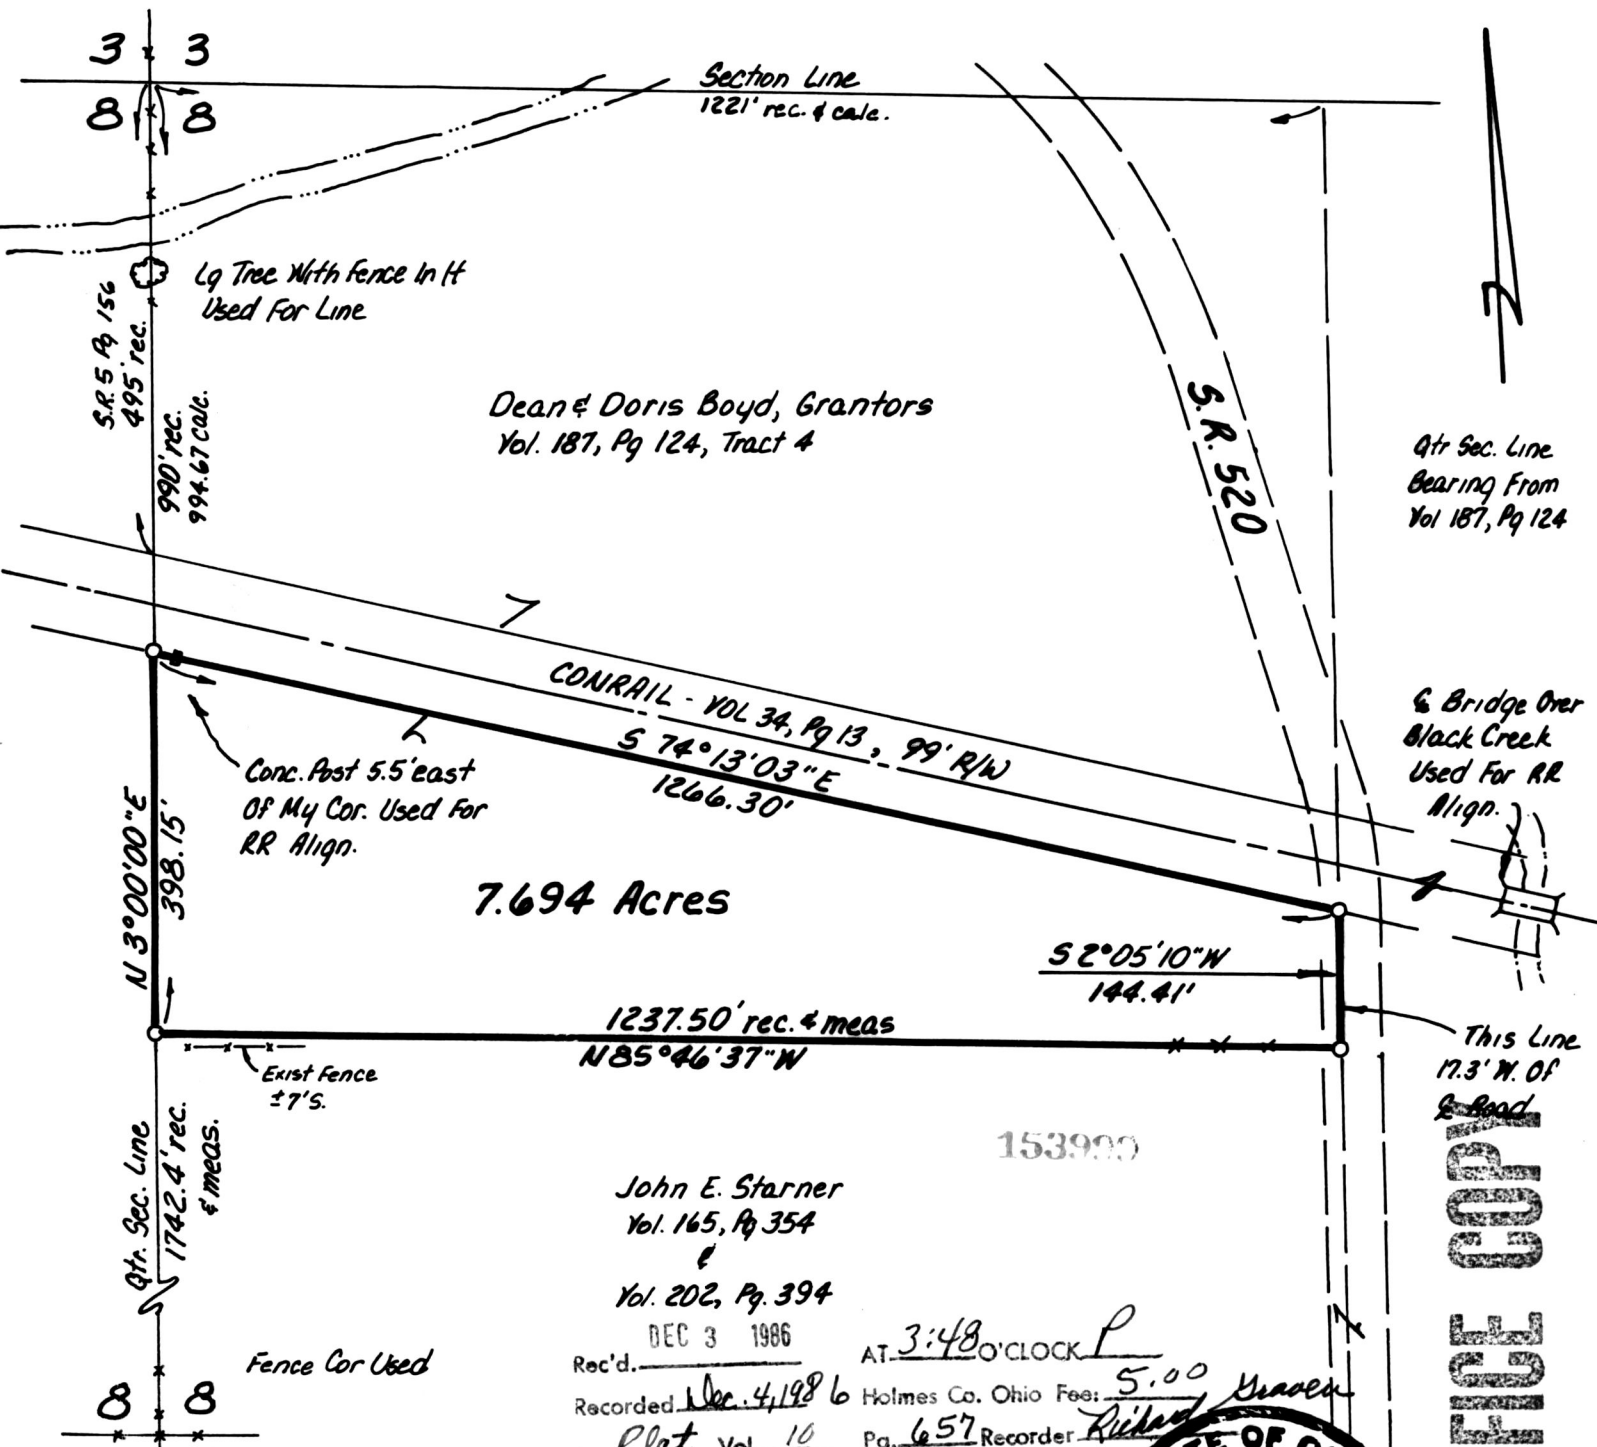 3 3
8 8
Section Line
1221' rec. & calc.
Lg Tree With Fence In It
Used For Line
S.R. 5 Pg 156
495' rec.
990' rec.
994.67 calc.
Dean & Doris Boyd, Grantors
Vol. 187, Pg 124, Tract 4
S.R. 520
Qtr Sec. Line
Bearing From
Vol 187, Pg 124
CONRAIL - VOL 34, Pg 13, 99' R/W
S 74°13'03"E
1266.30'
℄ Bridge Over
Black Creek
Used For RR
Align.
Conc. Post 5.5' east
Of My Cor. Used For
RR Align.
N 3°00'00"E
398.15'
7.694 Acres
S 2°05'10"W
144.41'
1237.50' rec. & meas
N85°46'37"W
Exist Fence
±7'S.
This Line
17.3' W. Of
℄ Road
Qtr. Sec. Line
1742.4' rec.
& meas.
John E. Starner
Vol. 165, Pg 354
&
Vol. 202, Pg. 394
DEC 3 1986
Rec'd. AT 3:48 O'CLOCK P
Recorded Dec. 4, 1986 Holmes Co. Ohio Fee: 5.00
Plat Vol 10 Pg. 657 Recorder Richard Graven
Fence Cor Used
8 8
FICE COPY